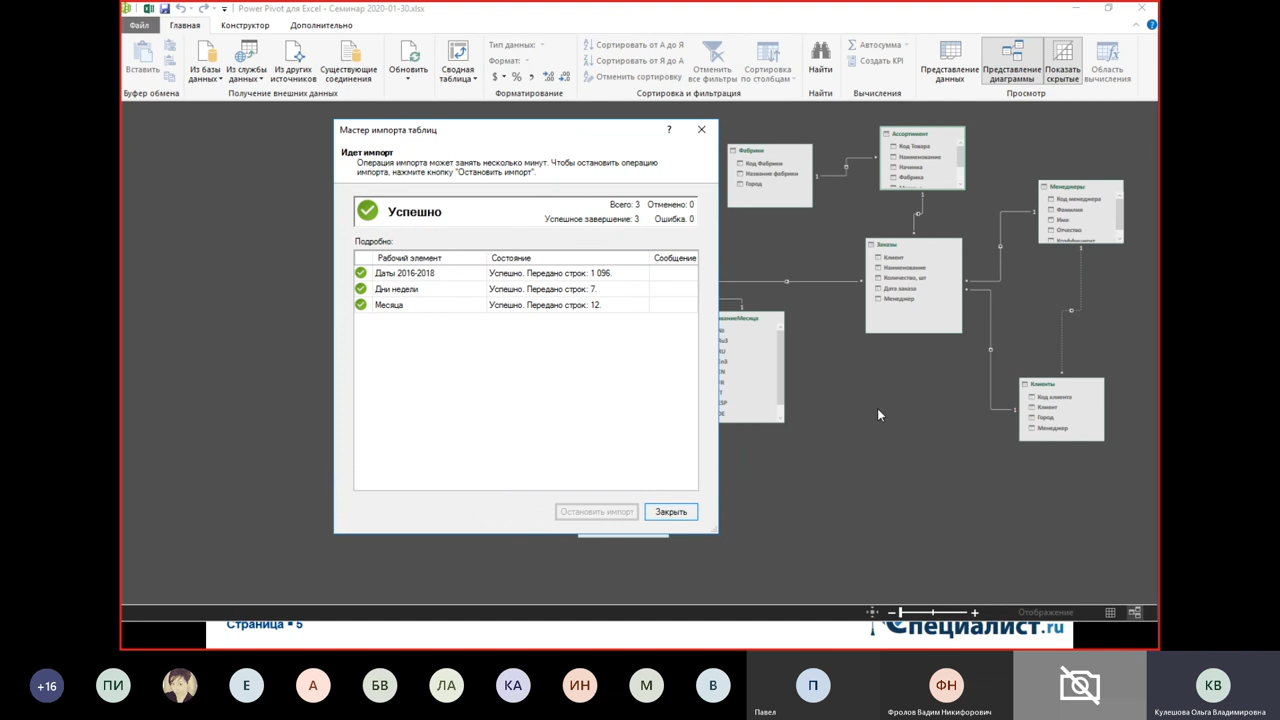 Power Pivot для Excel - Семинар 2020-01-30.xlsx
Файл
Главная
Конструктор
Дополнительно
Вставить
Из базы данных
Из службы данных
Из других источников
Существующие соединения
Обновить
Сводная таблица
Тип данных:
Формат:
$ %
Сортировать от А до Я
Сортировать от Я до А
Отменить сортировку
Отменить все фильтры
Сортировка по столбцам
Найти
Автосумма
Создать KPI
Представление данных
Представление диаграммы
Показать скрытые
Область вычисления
Буфер обмена
Получение внешних данных
Форматирование
Сортировка и фильтрация
Найти
Вычисления
Просмотр
Мастер импорта таблиц
Идет импорт
Операция импорта может занять несколько минут. Чтобы остановить операцию
импорта, нажмите кнопку "Остановить импорт".
Успешно
Всего: 3 Отменено: 0
Успешное завершение: 3 Ошибка. 0
Подробно:
Рабочий элемент Состояние Сообщение
Даты 2016-2018 Успешно. Передано строк: 1 096.
Дни недели Успешно. Передано строк: 7.
Месяца Успешно. Передано строк: 12.
Остановить импорт
Закрыть
Фабрики
Код Фабрики
Название фабрики
Город
Ассортимент
Код Товара
Наименование
Начинка
Фабрика
Менеджеры
Код менеджера
Фамилия
Имя
Отчество
Коэффициент
Заказы
Клиент
Наименование
Количество, шт
Дата заказа
Менеджер
Клиенты
Код клиента
Клиент
Город
Менеджер
Отображение
Страница ▪ 5
Специалист.ru
+16
ПИ
Е
А
БВ
ЛА
КА
ИН
М
В
П
ФН
КВ
Павел
Фролов Вадим Никифорович
Кулешова Ольга Владимировна